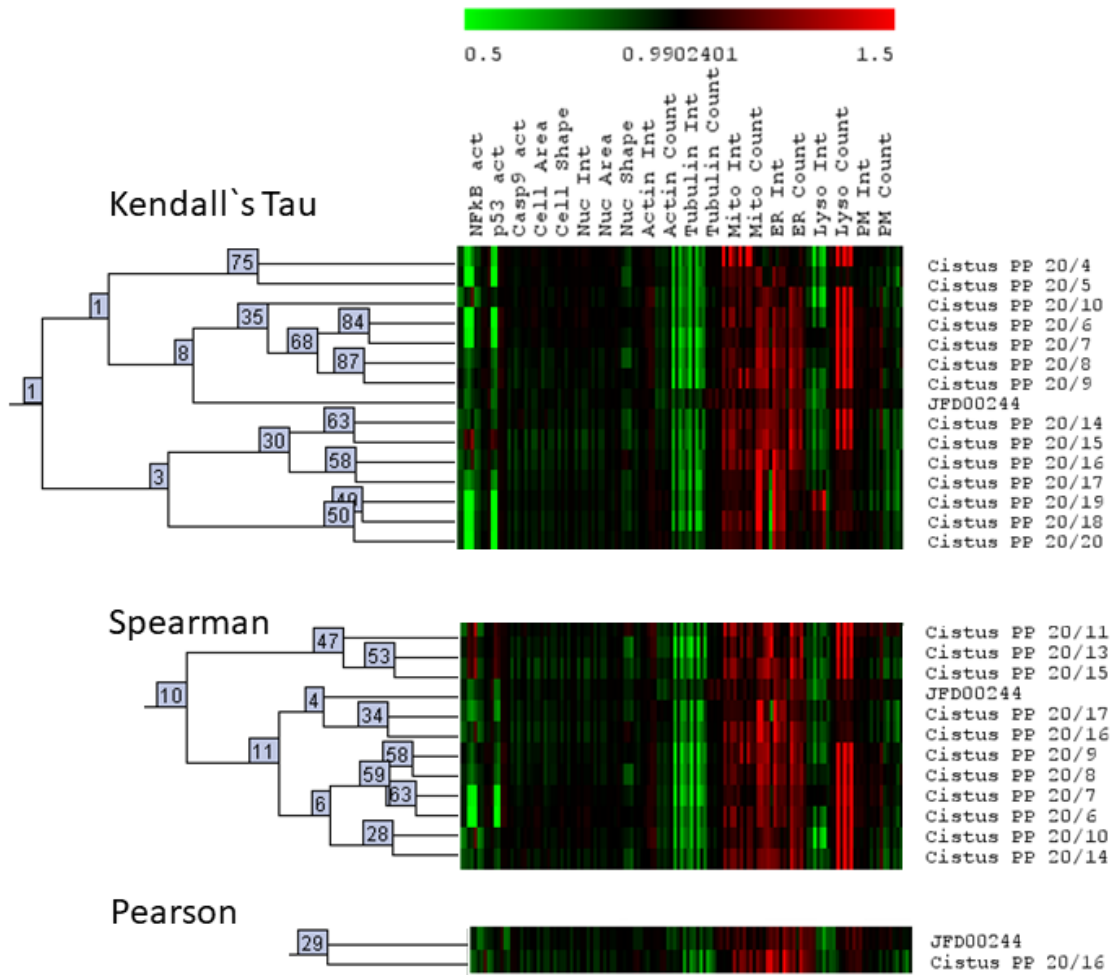 0.5 0.9902401 1.5
NFkB act
p53 act
Casp9 act
Cell Area
Cell Shape
Nuc Int
Nuc Area
Nuc Shape
Actin Int
Actin Count
Tubulin Int
Tubulin Count
Mito Int
Mito Count
ER Int
ER Count
Lyso Int
Lyso Count
PM Int
PM Count
Kendall`s Tau
75
1
35
84
68
8
87
1
63
30
58
3
49
50
Cistus PP 20/4
Cistus PP 20/5
Cistus PP 20/10
Cistus PP 20/6
Cistus PP 20/7
Cistus PP 20/8
Cistus PP 20/9
JFD00244
Cistus PP 20/14
Cistus PP 20/15
Cistus PP 20/16
Cistus PP 20/17
Cistus PP 20/19
Cistus PP 20/18
Cistus PP 20/20
Spearman
47
53
10
4
34
11
58
59
63
6
28
Cistus PP 20/11
Cistus PP 20/13
Cistus PP 20/15
JFD00244
Cistus PP 20/17
Cistus PP 20/16
Cistus PP 20/9
Cistus PP 20/8
Cistus PP 20/7
Cistus PP 20/6
Cistus PP 20/10
Cistus PP 20/14
Pearson
29
JFD00244
Cistus PP 20/16